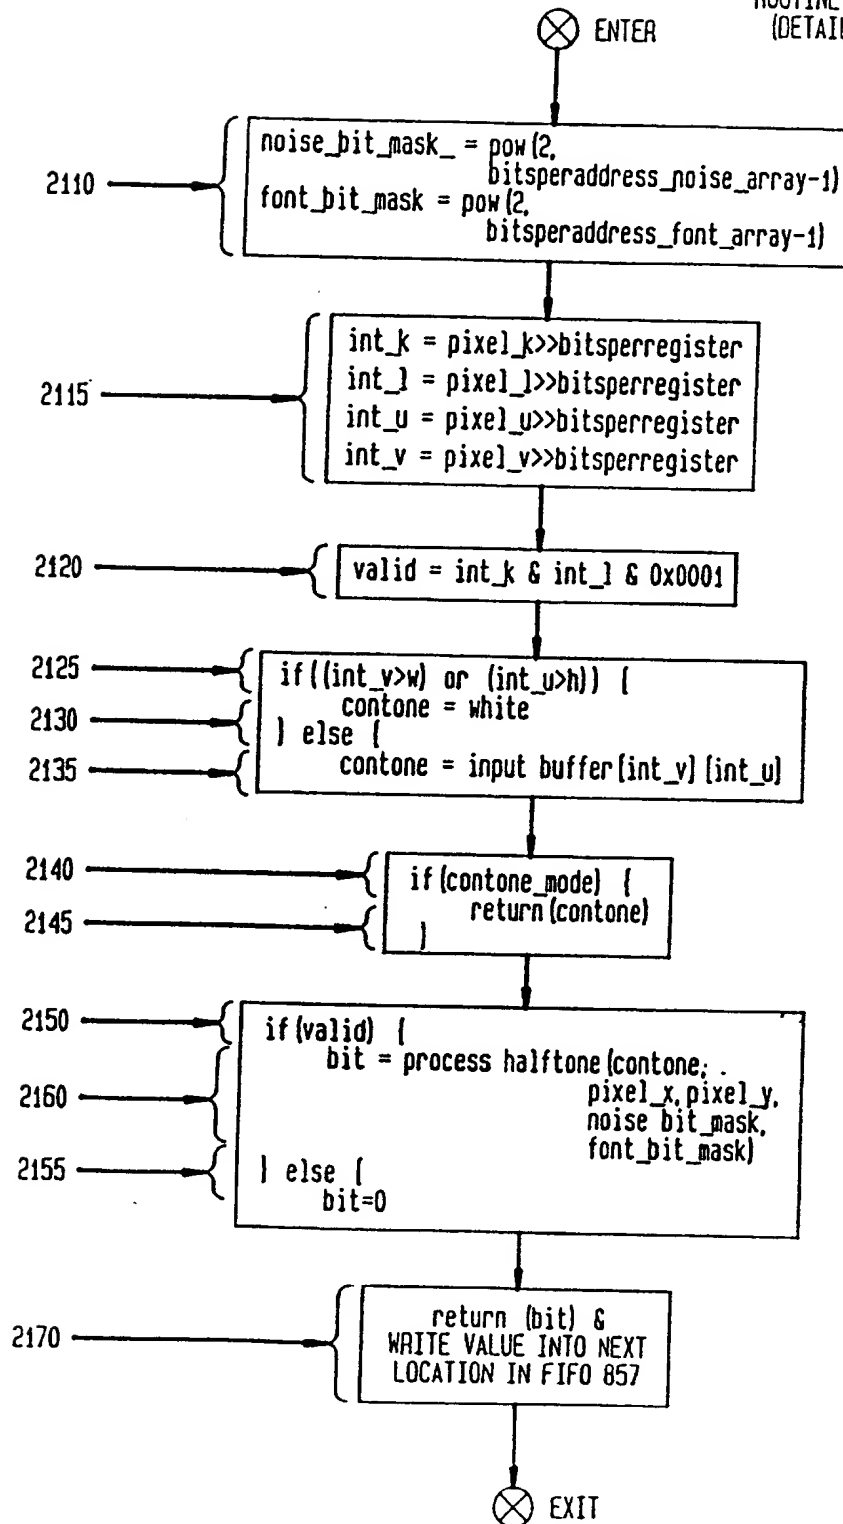 ROUTINE
(DETAIL
ENTER
2110
noise_bit_mask_ = pow(2,
bitsperaddress_noise_array-1)
font_bit_mask = pow(2,
bitsperaddress_font_array-1)
2115
int_k = pixel_k>>bitsperregister
int_l = pixel_l>>bitsperregister
int_u = pixel_u>>bitsperregister
int_v = pixel_v>>bitsperregister
2120
valid = int_k & int_l & 0x0001
2125
if((int_v>w) or (int_u>h)) {
2130
contone = white
} else {
2135
contone = input buffer[int_v][int_u]
2140
if(contone_mode) {
2145
return(contone)
}
2150
if(valid) {
bit = process halftone(contone,
2160
pixel_x,pixel_y,
noise bit_mask,
font_bit_mask)
2155
} else {
bit=0
2170
return (bit) &
WRITE VALUE INTO NEXT
LOCATION IN FIFO 857
EXIT